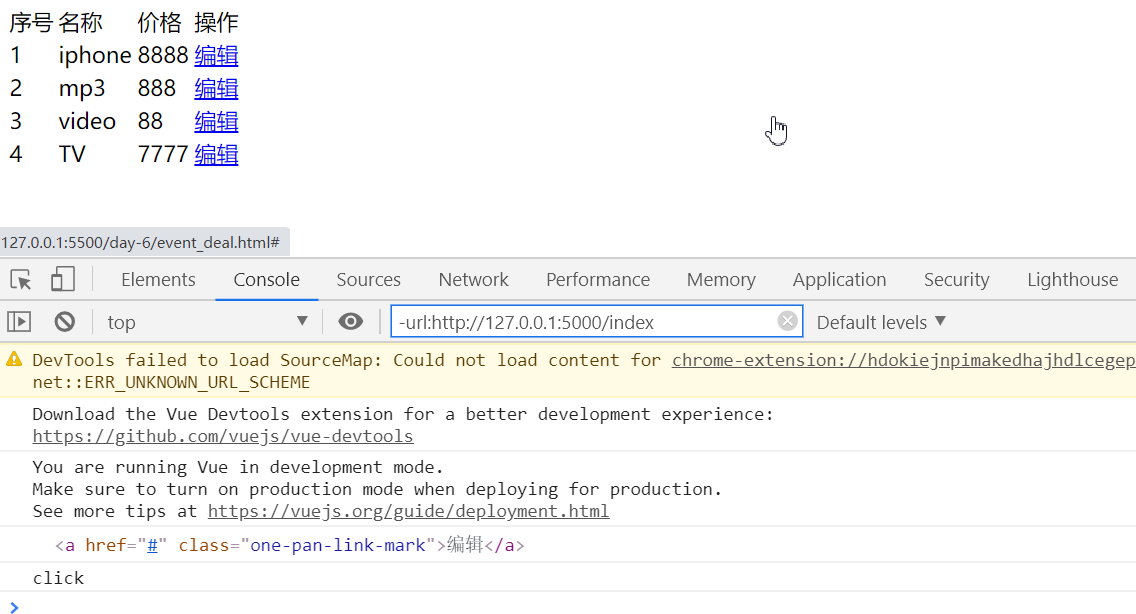 序号 名称 价格 操作
1 iphone 8888 编辑
2 mp3 888 编辑
3 video 88 编辑
4 TV 7777 编辑
127.0.0.1:5500/day-6/event_deal.html#
Elements Console Sources Network Performance Memory Application Security Lighthouse
top -url:http://127.0.0.1:5000/index Default levels ▼
DevTools failed to load SourceMap: Could not load content for chrome-extension://hdokiejnpimakedhajhdlcegep
net::ERR_UNKNOWN_URL_SCHEME
Download the Vue Devtools extension for a better development experience:
https://github.com/vuejs/vue-devtools
You are running Vue in development mode.
Make sure to turn on production mode when deploying for production.
See more tips at https://vuejs.org/guide/deployment.html
<a href="#" class="one-pan-link-mark">编辑</a>
click